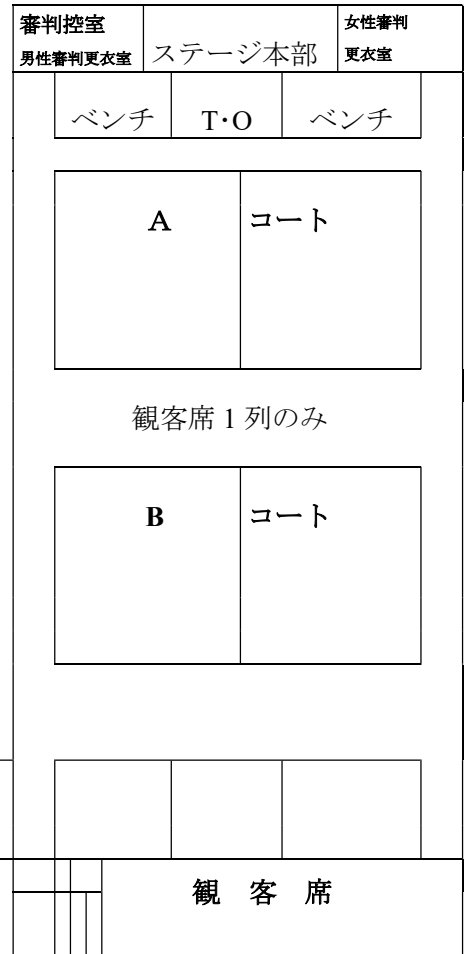 審判控室
男性審判更衣室
ステージ本部
女性審判
更衣室
ベンチ T・O ベンチ
A コート
観客席 1 列のみ
B コート
観 客 席